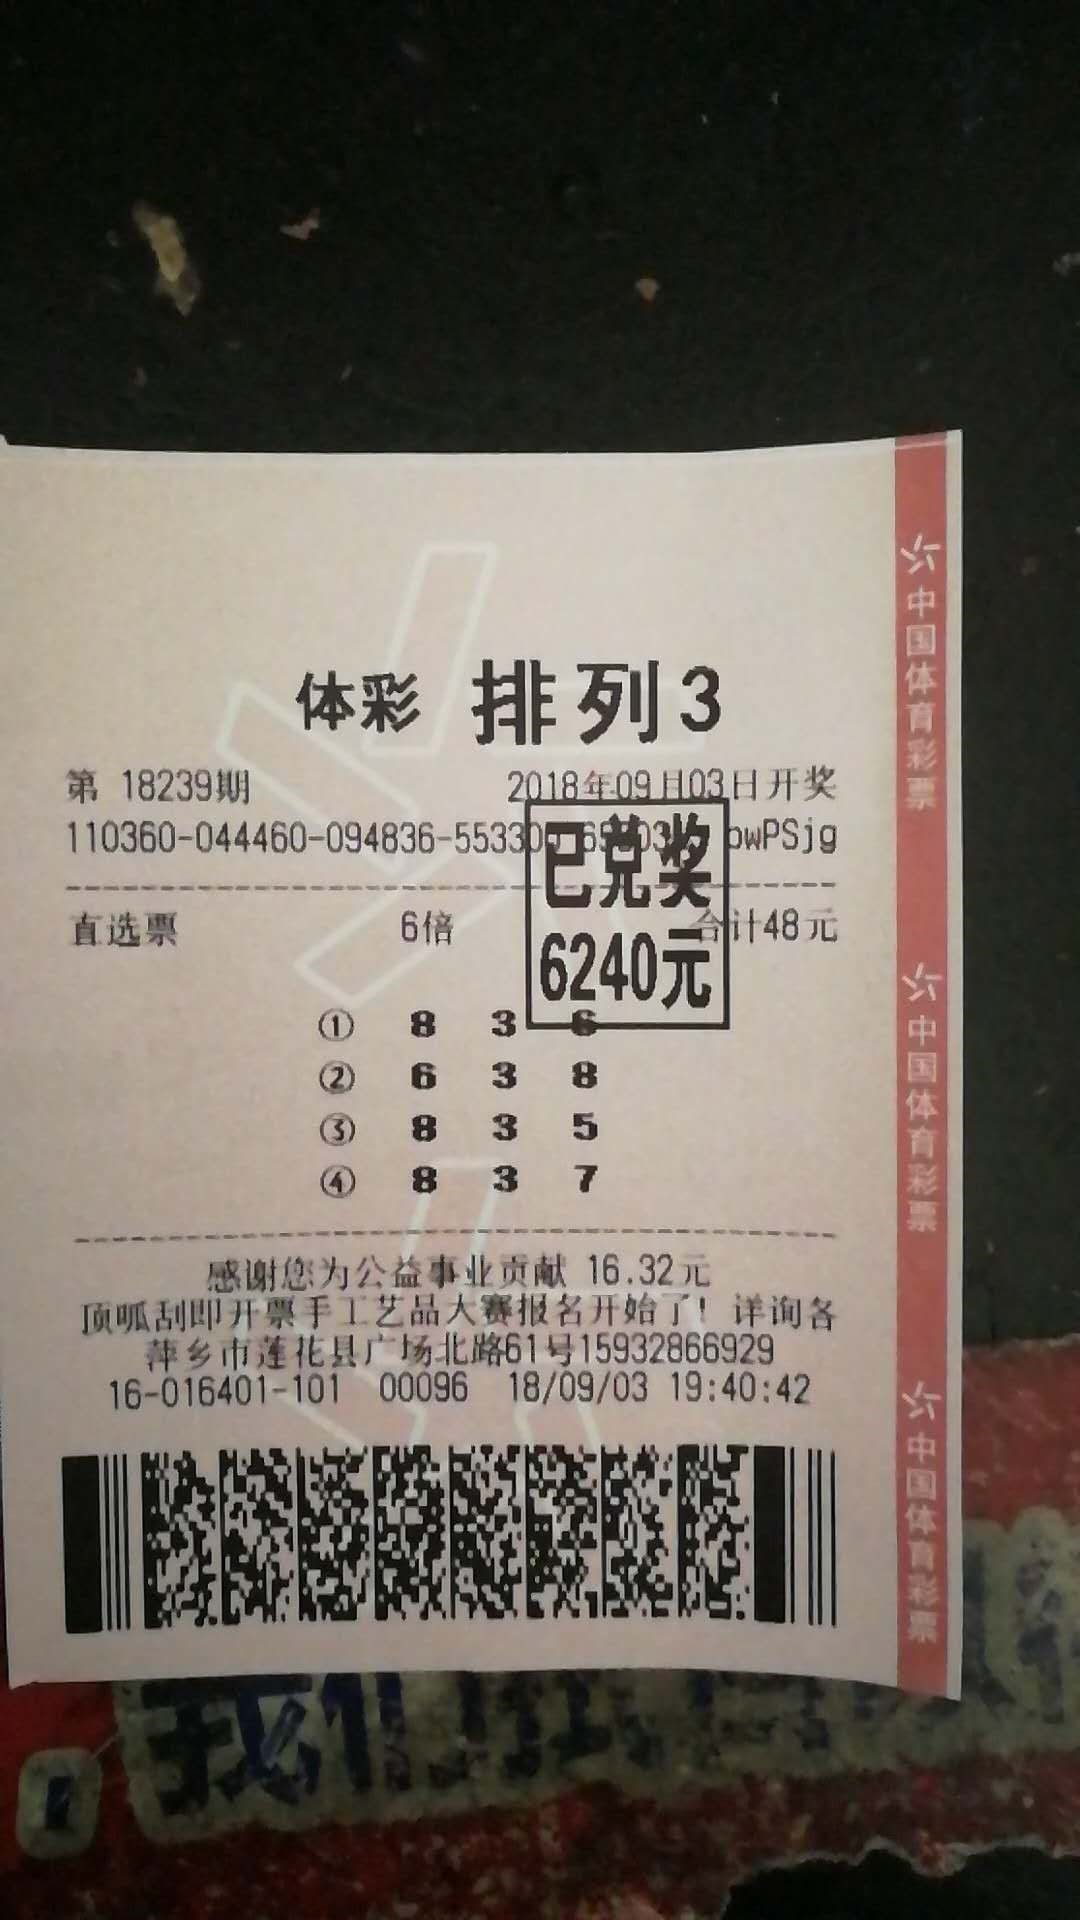 体彩 排列3
第 18239期 2018年09月03日开奖
110360-044460-094836-55330 bwPSjg
已兑奖
6240元
直选票 6倍 合计48元
① 8 3 6
② 6 3 8
③ 8 3 5
④ 8 3 7
感谢您为公益事业贡献 16.32元
顶呱刮即开票手工艺品大赛报名开始了! 详询各
萍乡市莲花县广场北路61号15932866929
16-016401-101 00096 18/09/03 19:40:42
中国体育彩票
中国体育彩票
中国体育彩票
我们